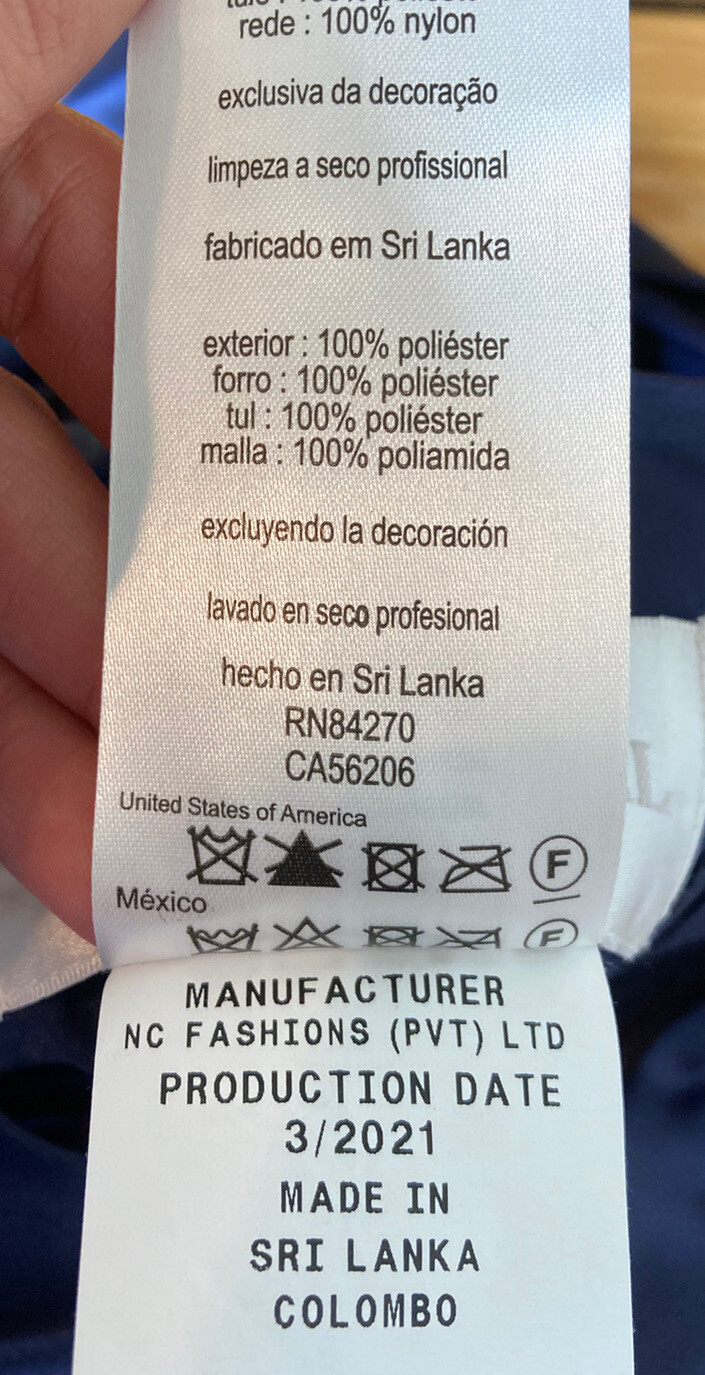 rede : 100% nylon
exclusiva da decoração
limpeza a seco profissional
fabricado em Sri Lanka
exterior : 100% poliéster
forro : 100% poliéster
tul : 100% poliéster
malla : 100% poliamida
excluyendo la decoración
lavado en seco profesional
hecho en Sri Lanka
RN84270
CA56206
United States of America
F
México
F
MANUFACTURER
NC FASHIONS (PVT) LTD
PRODUCTION DATE
3/2021
MADE IN
SRI LANKA
COLOMBO